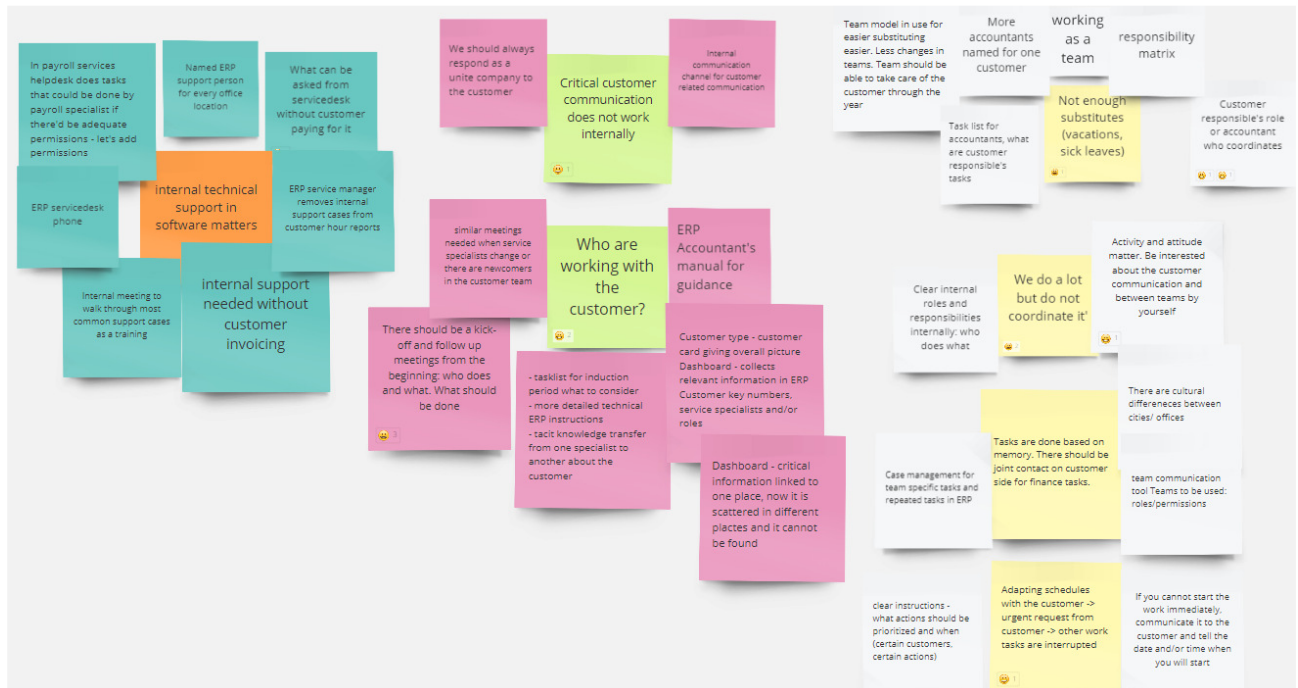 In payroll services
helpdesk does tasks
that could be done by
payroll specialist if
there'd be adequate
permissions - let's add
permissions
Named ERP
support person
for every office
location
What can be
asked from
servicedesk without
customer
paying for it
ERP servicedesk
phone
internal technical
support in
software matters
ERP service manager
removes internal
support cases from
customer hour reports
Internal meeting to
walk through most
common support cases
as a training
internal support
needed without
customer
invoicing
We should always
respond as a
unite company to
the customer
Critical customer
communication
does not work
internally
1
Internal
communication
channel for customer
related communication
similar meetings
needed when service
specialists change or
there are newcomers
in the customer team
Who are
working with
the
customer?
3
ERP
Accountant's
manual for
guidance
There should be a kick-
off and follow up
meetings from the
beginning: who does
and what. What should
be done
3
- tasklist for induction
period what to consider
- more detailed technical
ERP instructions
- tacit knowledge transfer
from one specialist to
another about the
customer
Customer type - customer
card giving overall picture
Dashboard - collects
relevant information in ERP
Customer key numbers,
service specialists and/or
roles
Dashboard - critical
information linked to
one place, now it is
scattered in different
plactes and it cannot
be found
Team model in use for
easier substituting
easier. Less changes in
teams. Team should be
able to take care of the
customer through the
year
More
accountants
named for one
customer
working
as a
team
responsibility
matrix
Task list for
accountants, what
are customer
responsible's
tasks
Not enough
substitutes
(vacations,
sick leaves)
1
Customer
responsible's role
or accountant
who coordinates
1
1
Clear internal
roles and
responsibilities
internally: who
does what
We do a lot
but do not
coordinate it'
2
Activity and attitude
matter. Be interested
about the customer
communication and
between teams by
yourself
1
There are cultural
differeneces between
cities/ offices
Case management for
team specific tasks and
repeated tasks in ERP
Tasks are done based on
memory. There should be
joint contact on customer
side for finance tasks.
team communication
tool Teams to be used:
roles/permissions
clear instructions -
what actions should be
prioritized and when
(certain customers,
certain actions)
Adapting schedules
with the customer ->
urgent request from
customer -> other work
tasks are interrupted
1
If you cannot start the
work immediately,
communicate it to the
customer and tell the
date and/or time when
you will start